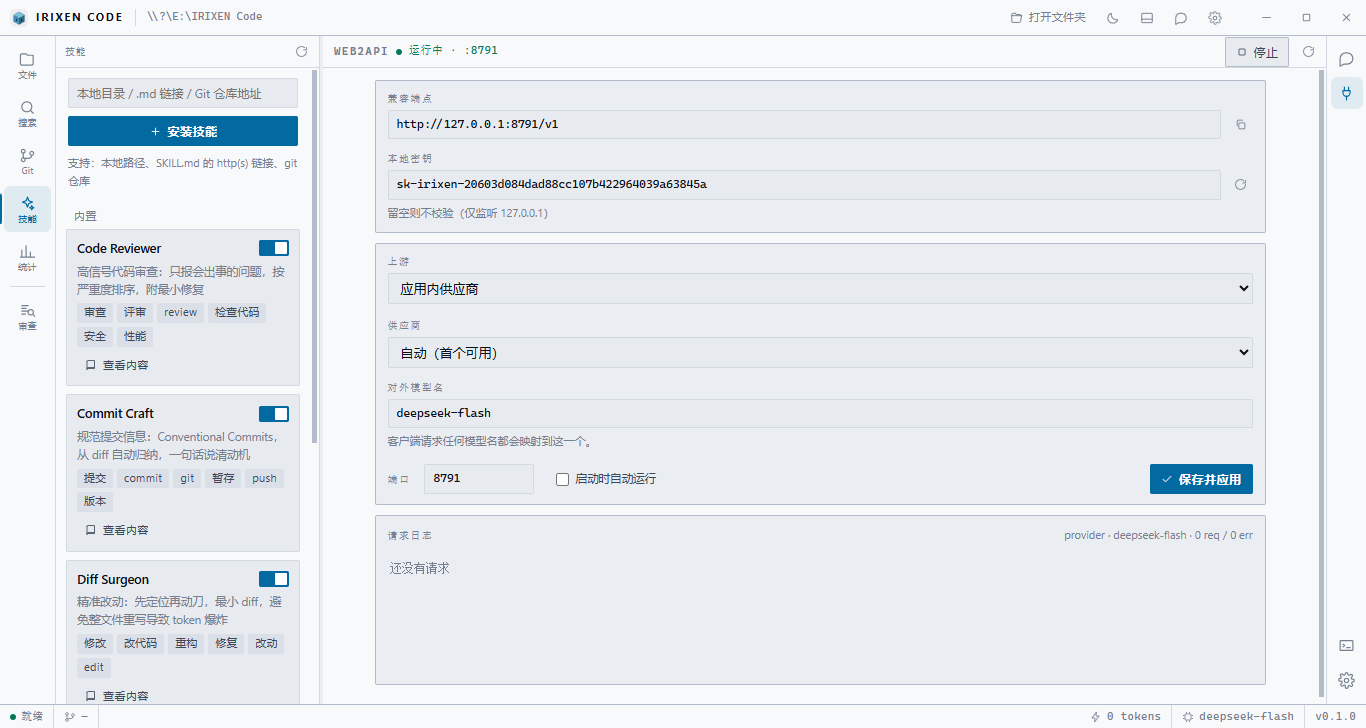 IRIXEN CODE
\\?\E:\IRIXEN Code
打开文件夹
文件
搜索
Git
技能
统计
审查
技能
本地目录 / .md 链接 / Git 仓库地址
+ 安装技能
支持：本地路径、SKILL.md 的 http(s) 链接、git
仓库
内置
Code Reviewer
高信号代码审查：只报会出事的问题，按
严重度排序，附最小修复
审查 评审 review 检查代码
安全 性能
查看内容
Commit Craft
规范提交信息：Conventional Commits，
从 diff 自动归纳，一句话说清动机
提交 commit git 暂存 push
版本
查看内容
Diff Surgeon
精准改动：先定位再动刀，最小 diff，避
免整文件重写导致 token 爆炸
修改 改代码 重构 修复 改动
edit
查看内容
WEB2API ● 运行中 · :8791
停止
兼容端点
http://127.0.0.1:8791/v1
本地密钥
sk-irixen-20603d084dad88cc107b422964039a63845a
留空则不校验（仅监听 127.0.0.1）
上游
应用内供应商
供应商
自动（首个可用）
对外模型名
deepseek-flash
客户端请求任何模型名都会映射到这一个。
端口 8791 启动时自动运行
保存并应用
请求日志
provider · deepseek-flash · 0 req / 0 err
还没有请求
就绪
—
0 tokens
deepseek-flash
v0.1.0